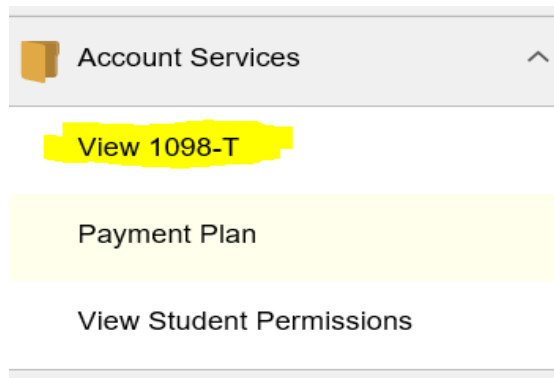 Account Services
View 1098-T
Payment Plan
View Student Permissions